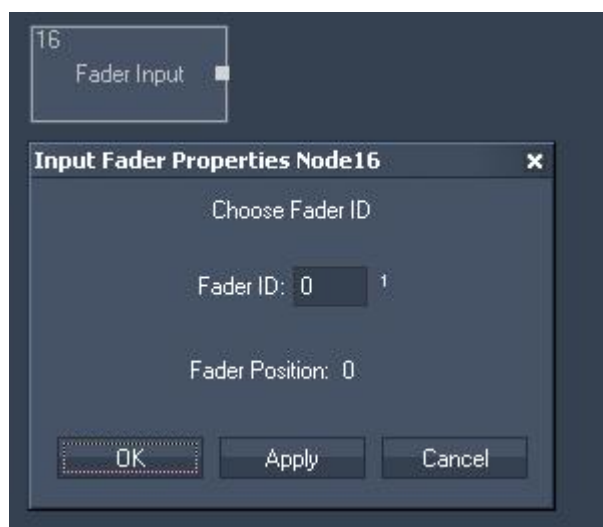 16
Fader Input
Input Fader Properties Node16
Choose Fader ID
Fader ID: 0 1
Fader Position: 0
OK Apply Cancel